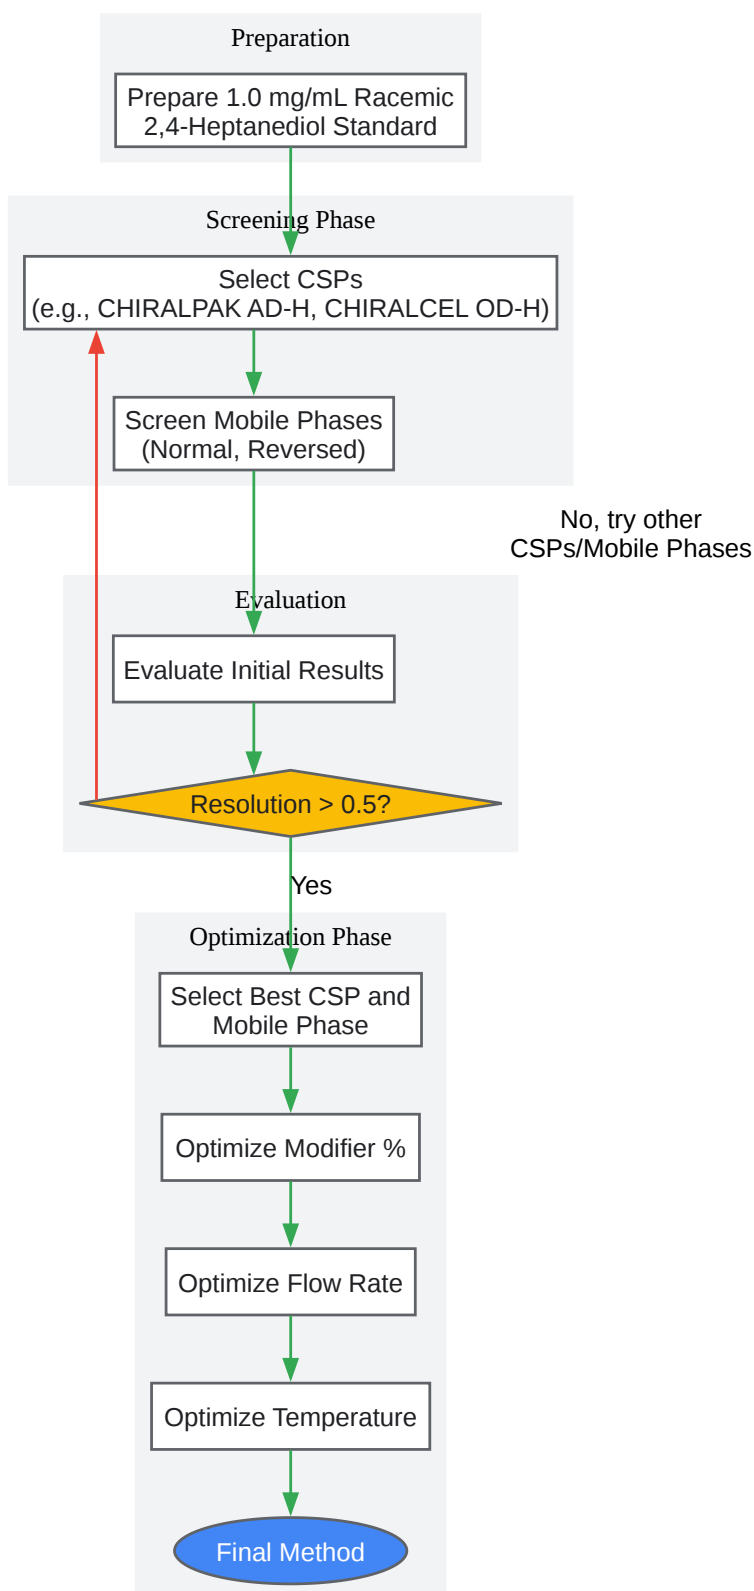 Preparation
Prepare 1.0 mg/mL Racemic
2,4-Heptanediol Standard
Screening Phase
Select CSPs
(e.g., CHIRALPAK AD-H, CHIRALCEL OD-H)
Screen Mobile Phases
(Normal, Reversed)
No, try other
CSPs/Mobile Phases
Evaluation
Evaluate Initial Results
Resolution > 0.5?
Yes
Optimization Phase
Select Best CSP and
Mobile Phase
Optimize Modifier %
Optimize Flow Rate
Optimize Temperature
Final Method